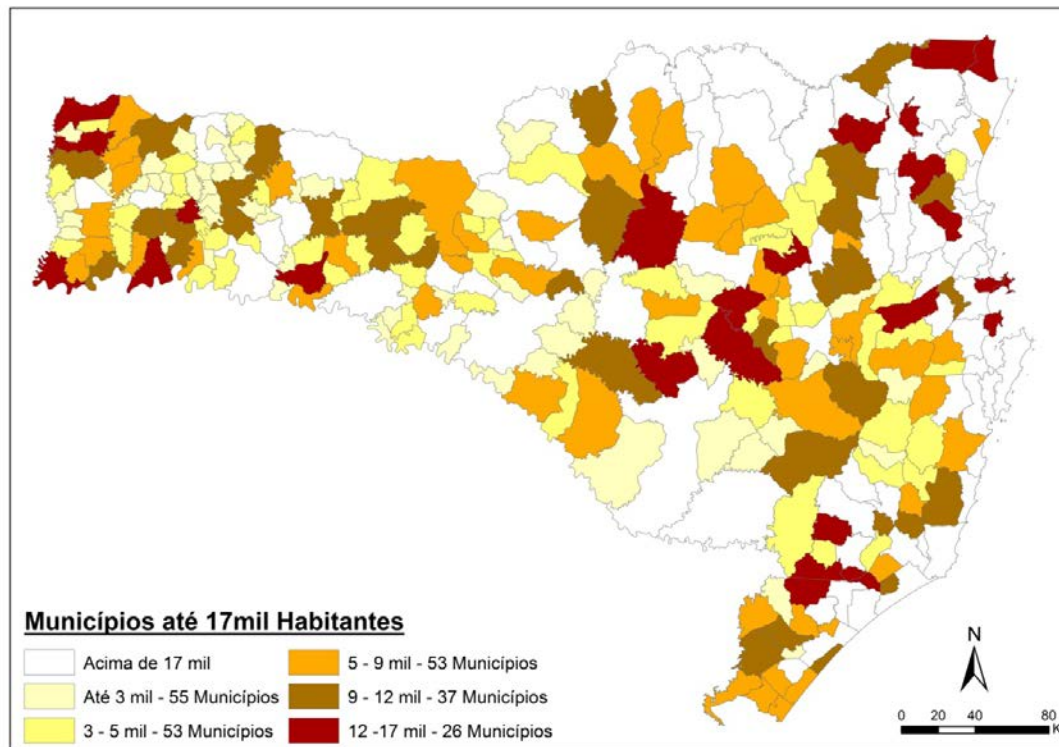 Municípios até 17mil Habitantes
Acima de 17 mil
Até 3 mil - 55 Municípios
3 - 5 mil - 53 Municípios
5 - 9 mil - 53 Municípios
9 - 12 mil - 37 Municípios
12 -17 mil - 26 Municípios
N
0 20 40 60 80
K